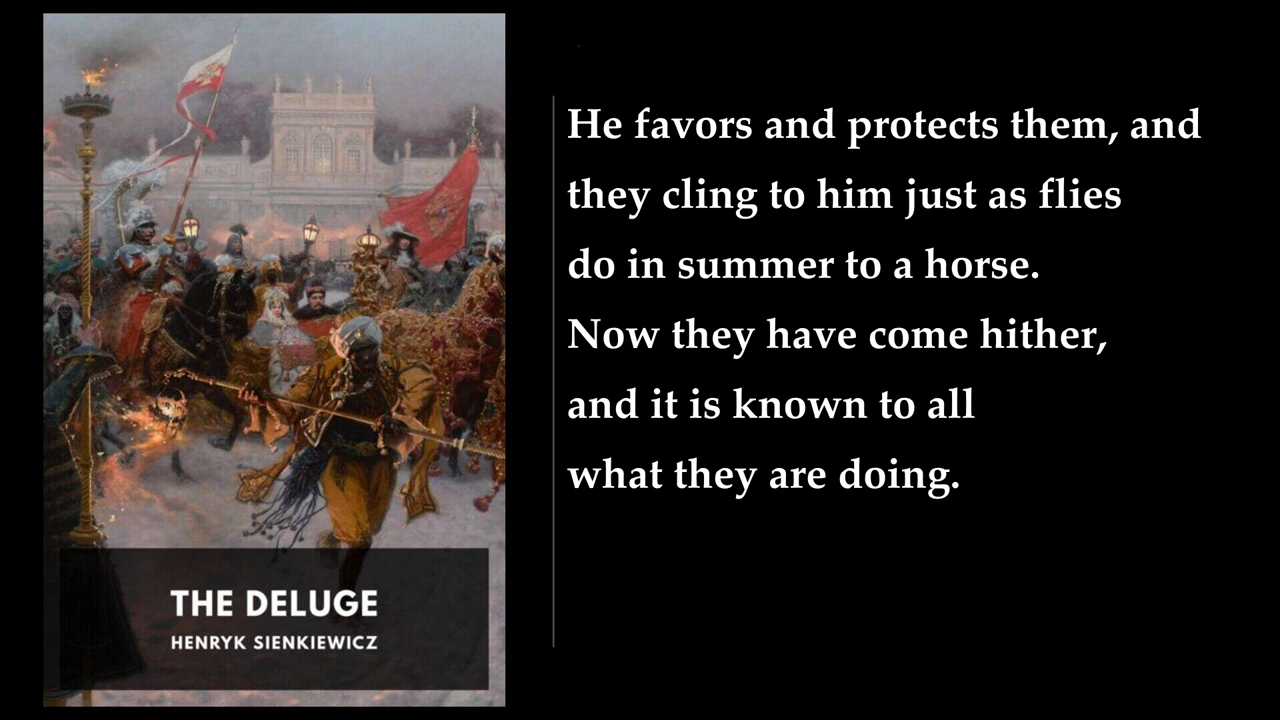 He favors and protects them, and
they cling to him just as flies
do in summer to a horse.
Now they have come hither,
and it is known to all
what they are doing.
THE DELUGE
HENRYK SIENKIEWICZ